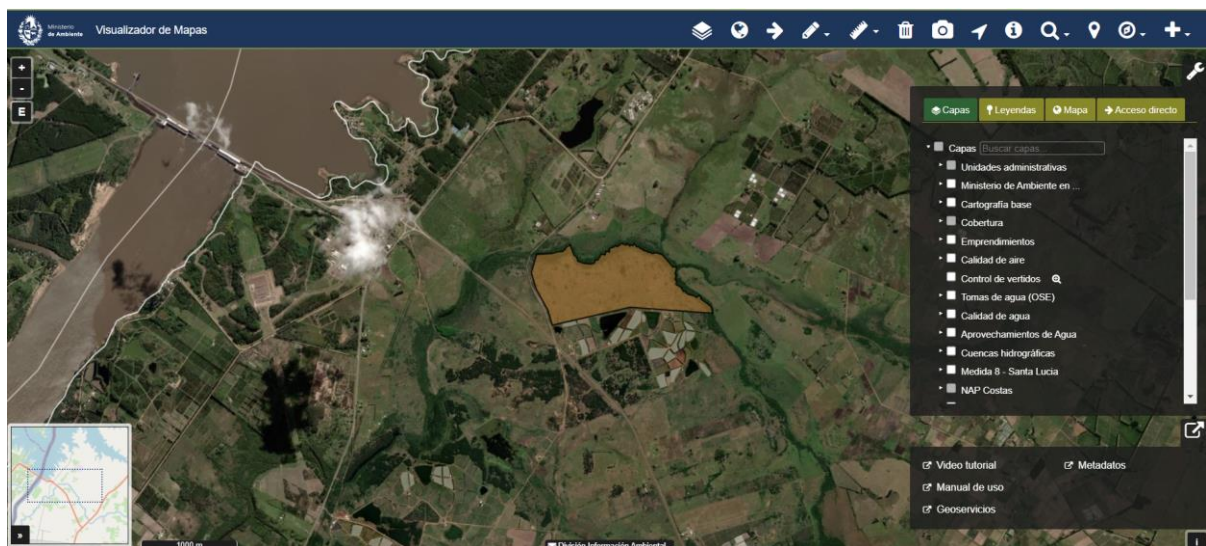 Ministerio
de Ambiente
Visualizador de Mapas
+
-
E
Capas
Leyendas
Mapa
Acceso directo
Capas
Buscar capas...
Unidades administrativas
Ministerio de Ambiente en ...
Cartografía base
Cobertura
Emprendimientos
Calidad de aire
Control de vertidos
Tomas de agua (OSE)
Calidad de agua
Aprovechamientos de Agua
Cuencas hidrográficas
Medida 8 - Santa Lucia
NAP Costas
Video tutorial
Metadatos
Manual de uso
Geoservicios
»
1000 m
División Información Ambiental
i